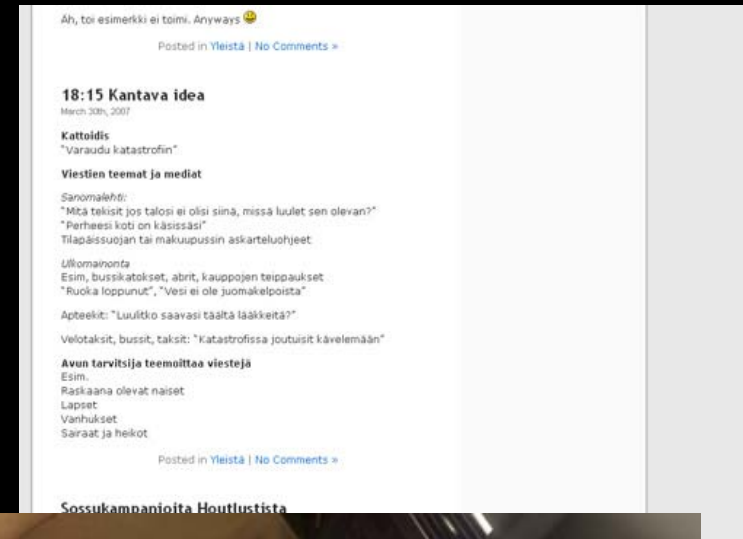 Ah, toi esimerkki ei toimi. Anyways
Posted in Yleistä | No Comments »
18:15 Kantava idea
March 30th, 2007
Kattoidis
"Varaudu katastrofiin"
Viestien teemat ja mediat
Sanomalehti:
"Mitä tekisit jos talosi ei olisi siinä, missä luulet sen olevan?"
"Perheesi koti on käsissäsi"
Tilapäissuojan tai makuupussin askarteluohjeet
Ulkomainonta
Esim, bussikatokset, abrit, kauppojen teippaukset
"Ruoka loppunut", "Vesi ei ole juomakelpoista"
Apteekit: "Luulitko saavasi täältä lääkkeitä?"
Velotaksit, bussit, taksit: "Katastrofissa joutuisit kävelemään"
Avun tarvitsija teemoittaa viestejä
Esim.
Raskaana olevat naiset
Lapset
Vanhukset
Sairaat ja heikot
Posted in Yleistä | No Comments »
Sossukampanjoita Houtlustista